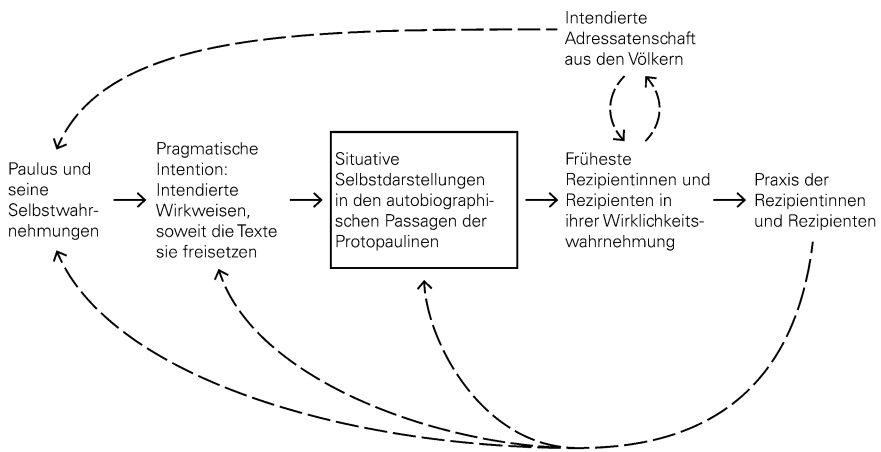 Intendierte
Adressatenschaft
aus den Völkern
Paulus und
seine
Selbstwahr-
nehmungen
Pragmatische
Intention:
Intendierte
Wirkweisen,
soweit die Texte
sie freisetzen
Situative
Selbstdarstellungen
in den autobiographi-
schen Passagen der
Protopaulinen
Früheste
Rezipientinnen und
Rezipienten in
ihrer Wirklichkeits-
wahrnehmung
Praxis der
Rezipientinnen
und Rezipienten